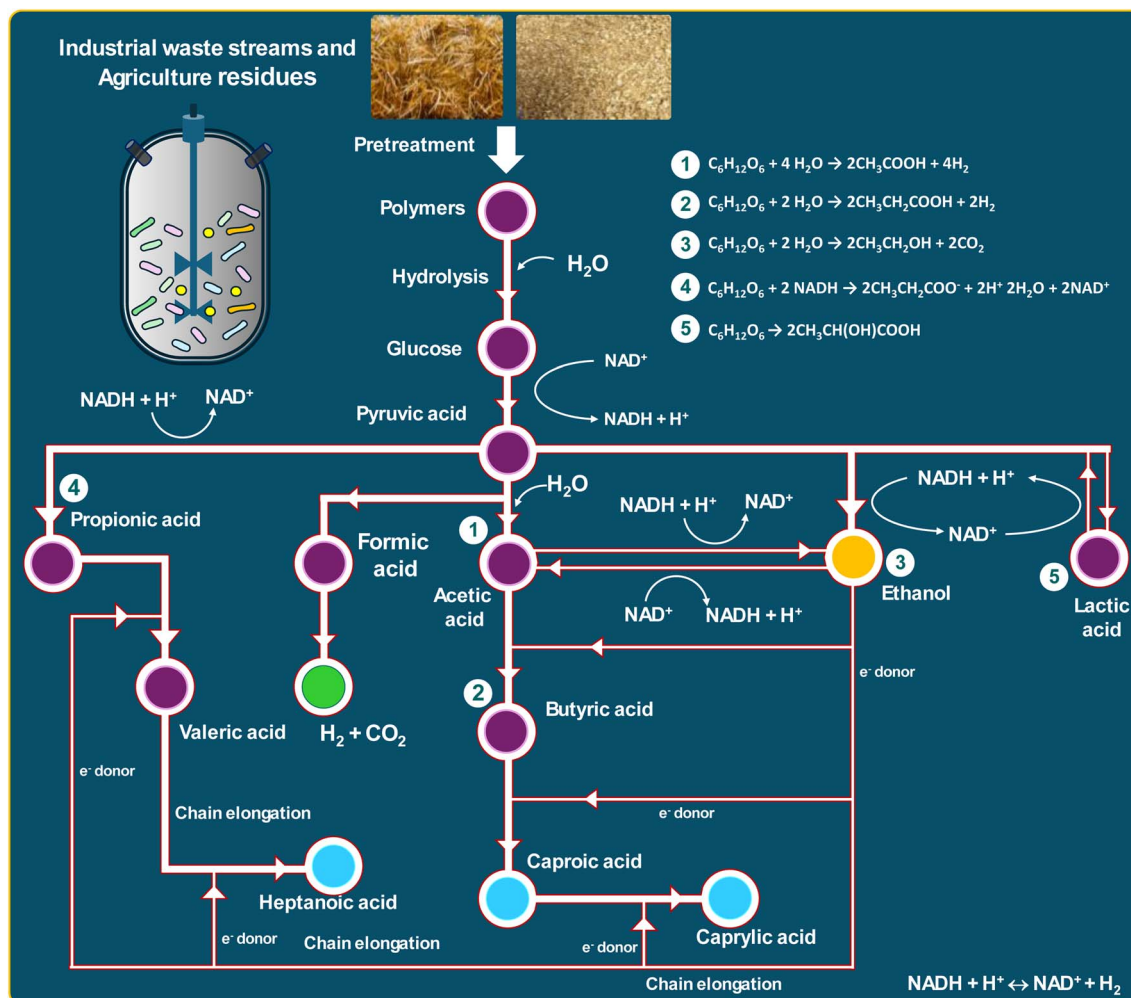 Industrial waste streams and
Agriculture residues
Pretreatment
Polymers
Hydrolysis
H₂O
Glucose
NAD⁺
NADH + H⁺
Pyruvic acid
① C₆H₁₂O₆ + 4 H₂O → 2CH₃COOH + 4H₂
② C₆H₁₂O₆ + 2 H₂O → 2CH₃CH₂COOH + 2H₂
③ C₆H₁₂O₆ + 2 H₂O → 2CH₃CH₂OH + 2CO₂
④ C₆H₁₂O₆ + 2 NADH → 2CH₃CH₂COO⁻ + 2H⁺ 2H₂O + 2NAD⁺
⑤ C₆H₁₂O₆ → 2CH₃CH(OH)COOH
NADH + H⁺ NAD⁺
④
Propionic acid
H₂O
①
Formic
acid
Acetic
acid
NADH + H⁺ NAD⁺
NAD⁺ NADH + H⁺
③
Ethanol
NADH + H⁺
NAD⁺
⑤
Lactic
acid
e⁻ donor
Valeric acid
H₂ + CO₂
②
Butyric acid
e⁻ donor
Chain elongation
e⁻ donor
Caproic acid
Heptanoic acid
e⁻ donor
Chain elongation
Caprylic acid
e⁻ donor
Chain elongation
NADH + H⁺ ↔ NAD⁺ + H₂